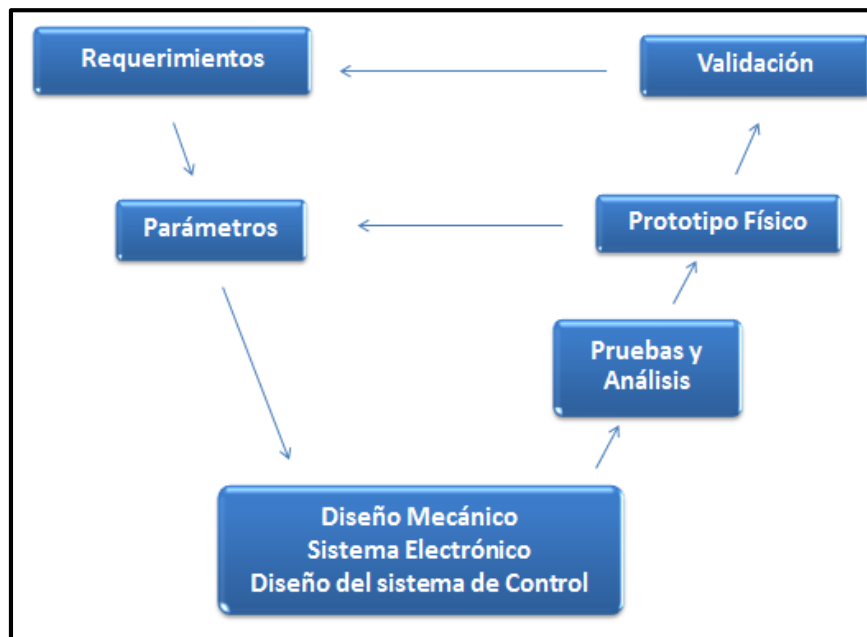 Requerimientos
Validación
Parámetros
Prototipo Físico
Pruebas y
Análisis
Diseño Mecánico
Sistema Electrónico
Diseño del sistema de Control